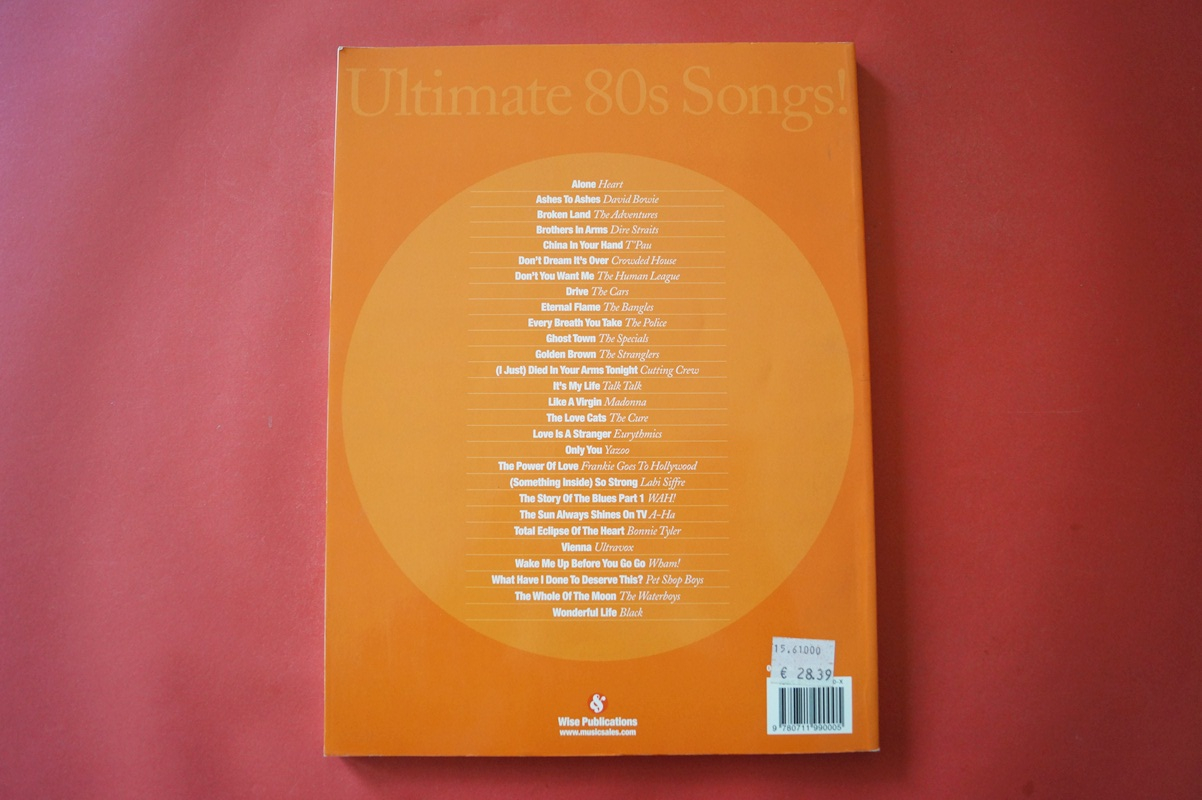 Ultimate 80s Songs!
Alone Heart
Ashes To Ashes David Bowie
Broken Land The Adventures
Brothers In Arms Dire Straits
China In Your Hand T'Pau
Don't Dream It's Over Crowded House
Don't You Want Me The Human League
Drive The Cars
Eternal Flame The Bangles
Every Breath You Take The Police
Ghost Town The Specials
Golden Brown The Stranglers
(I Just) Died In Your Arms Tonight Cutting Crew
It's My Life Talk Talk
Like A Virgin Madonna
The Love Cats The Cure
Love Is A Stranger Eurythmics
Only You Yazoo
The Power Of Love Frankie Goes To Hollywood
(Something Inside) So Strong Labi Siffre
The Story Of The Blues Part 1 WAH!
The Sun Always Shines On TV A-Ha
Total Eclipse Of The Heart Bonnie Tyler
Vienna Ultravox
Wake Me Up Before You Go Go Wham!
What Have I Done To Deserve This? Pet Shop Boys
The Whole Of The Moon The Waterboys
Wonderful Life Black
&
Wise Publications
www.musicsales.com
15.61000
€ 28.39
0-X
9 780711 990005